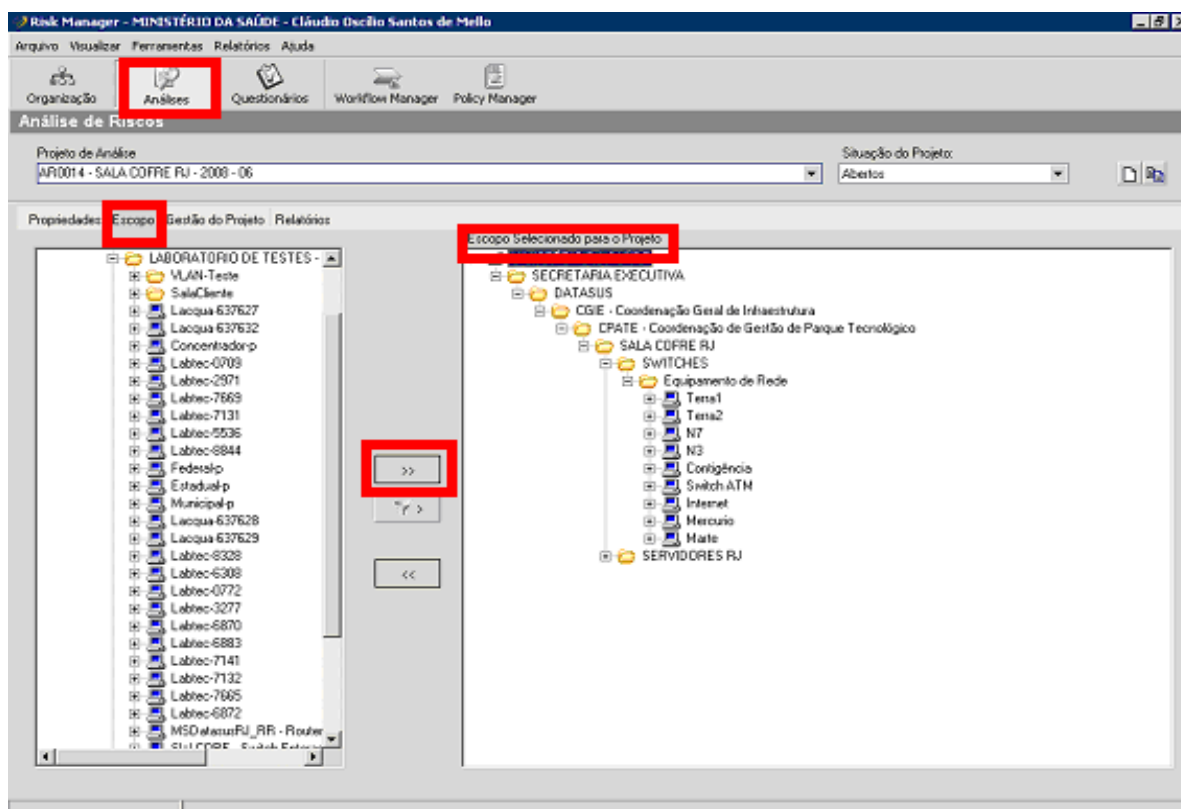 Risk Manager - MINISTÉRIO DA SAÚDE - Cláudio Oscílio Santos de Mello
Arquivo Visualizar Ferramentas Relatórios Ajuda
Organização Análises Questionários Workflow Manager Policy Manager
Análise de Riscos
Projeto de Análise Situação do Projeto:
AR0014 - SALA COFRE RJ - 2008 - 06 Abertos
Propriedades Escopo Gestão do Projeto Relatórios
Escopo Selecionado para o Projeto
LABORATORIO DE TESTES -
VLAN-Teste
SalaCliente
Lacqua-637627
Lacqua-637632
Concentrador-p
Labtec-0709
Labtec-2971
Labtec-7669
Labtec-7131
Labtec-5536
Labtec-8844
Federal-p
Estadual-p
Municipal-p
Lacqua-637628
Lacqua-637629
Labtec-8328
Labtec-6308
Labtec-0772
Labtec-3277
Labtec-6870
Labtec-6883
Labtec-7141
Labtec-7132
Labtec-7665
Labtec-6872
MSDatasusRJ_RR - Router
>>
<<
SECRETARIA EXECUTIVA
DATASUS
CGIE - Coordenação Geral de Infraestrutura
CPATE - Coordenação de Gestão de Parque Tecnológico
SALA COFRE RJ
SWITCHES
Equipamento de Rede
Terra1
Terra2
N7
N3
Contigência
Switch ATM
Internet
Mercurio
Marte
SERVIDORES RJ